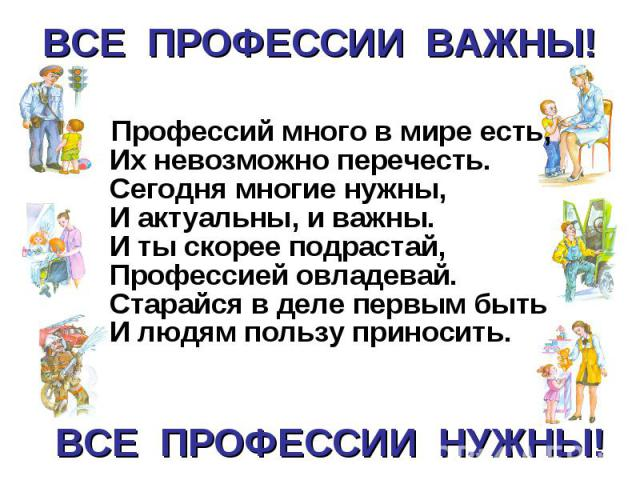 ВСЕ ПРОФЕССИИ ВАЖНЫ!
Профессий много в мире есть,
Их невозможно перечесть.
Сегодня многие нужны,
И актуальны, и важны.
И ты скорее подрастай,
Профессией овладевай.
Старайся в деле первым быть
И людям пользу приносить.
ВСЕ ПРОФЕССИИ НУЖНЫ!